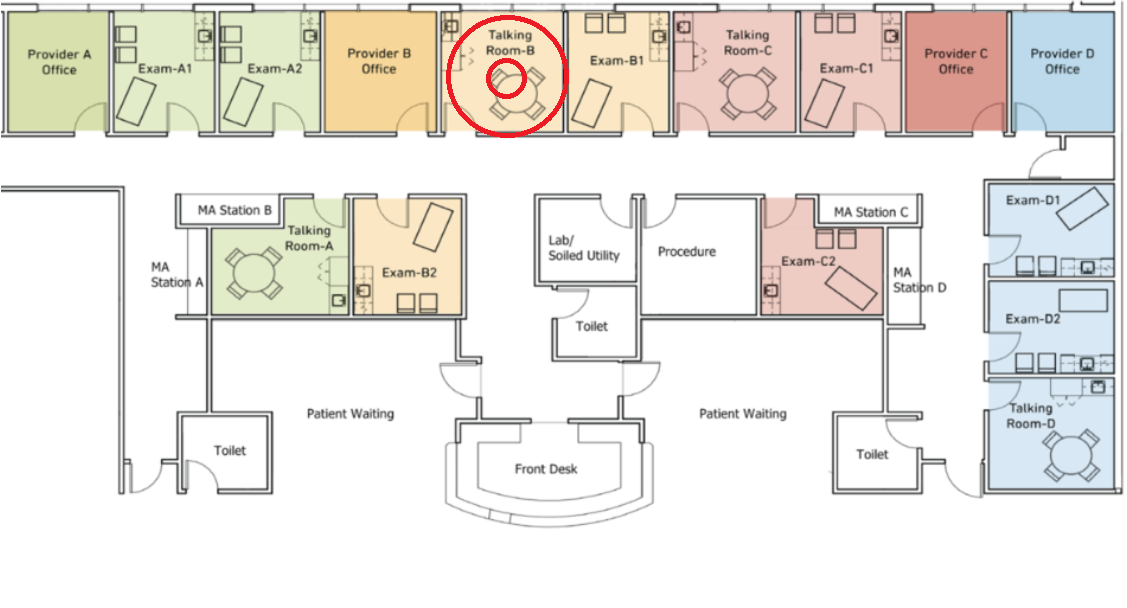 Provider A
Office
Exam-A1
Exam-A2
Provider B
Office
Talking
Room-B
Exam-B1
Talking
Room-C
Exam-C1
Provider C
Office
Provider D
Office
MA Station B
Talking
Room-A
Exam-B2
MA
Station A
Lab/
Soiled Utility
Procedure
Toilet
MA Station C
Exam-C2
MA
Station D
Exam-D1
Exam-D2
Talking
Room-D
Patient Waiting
Patient Waiting
Toilet
Front Desk
Toilet